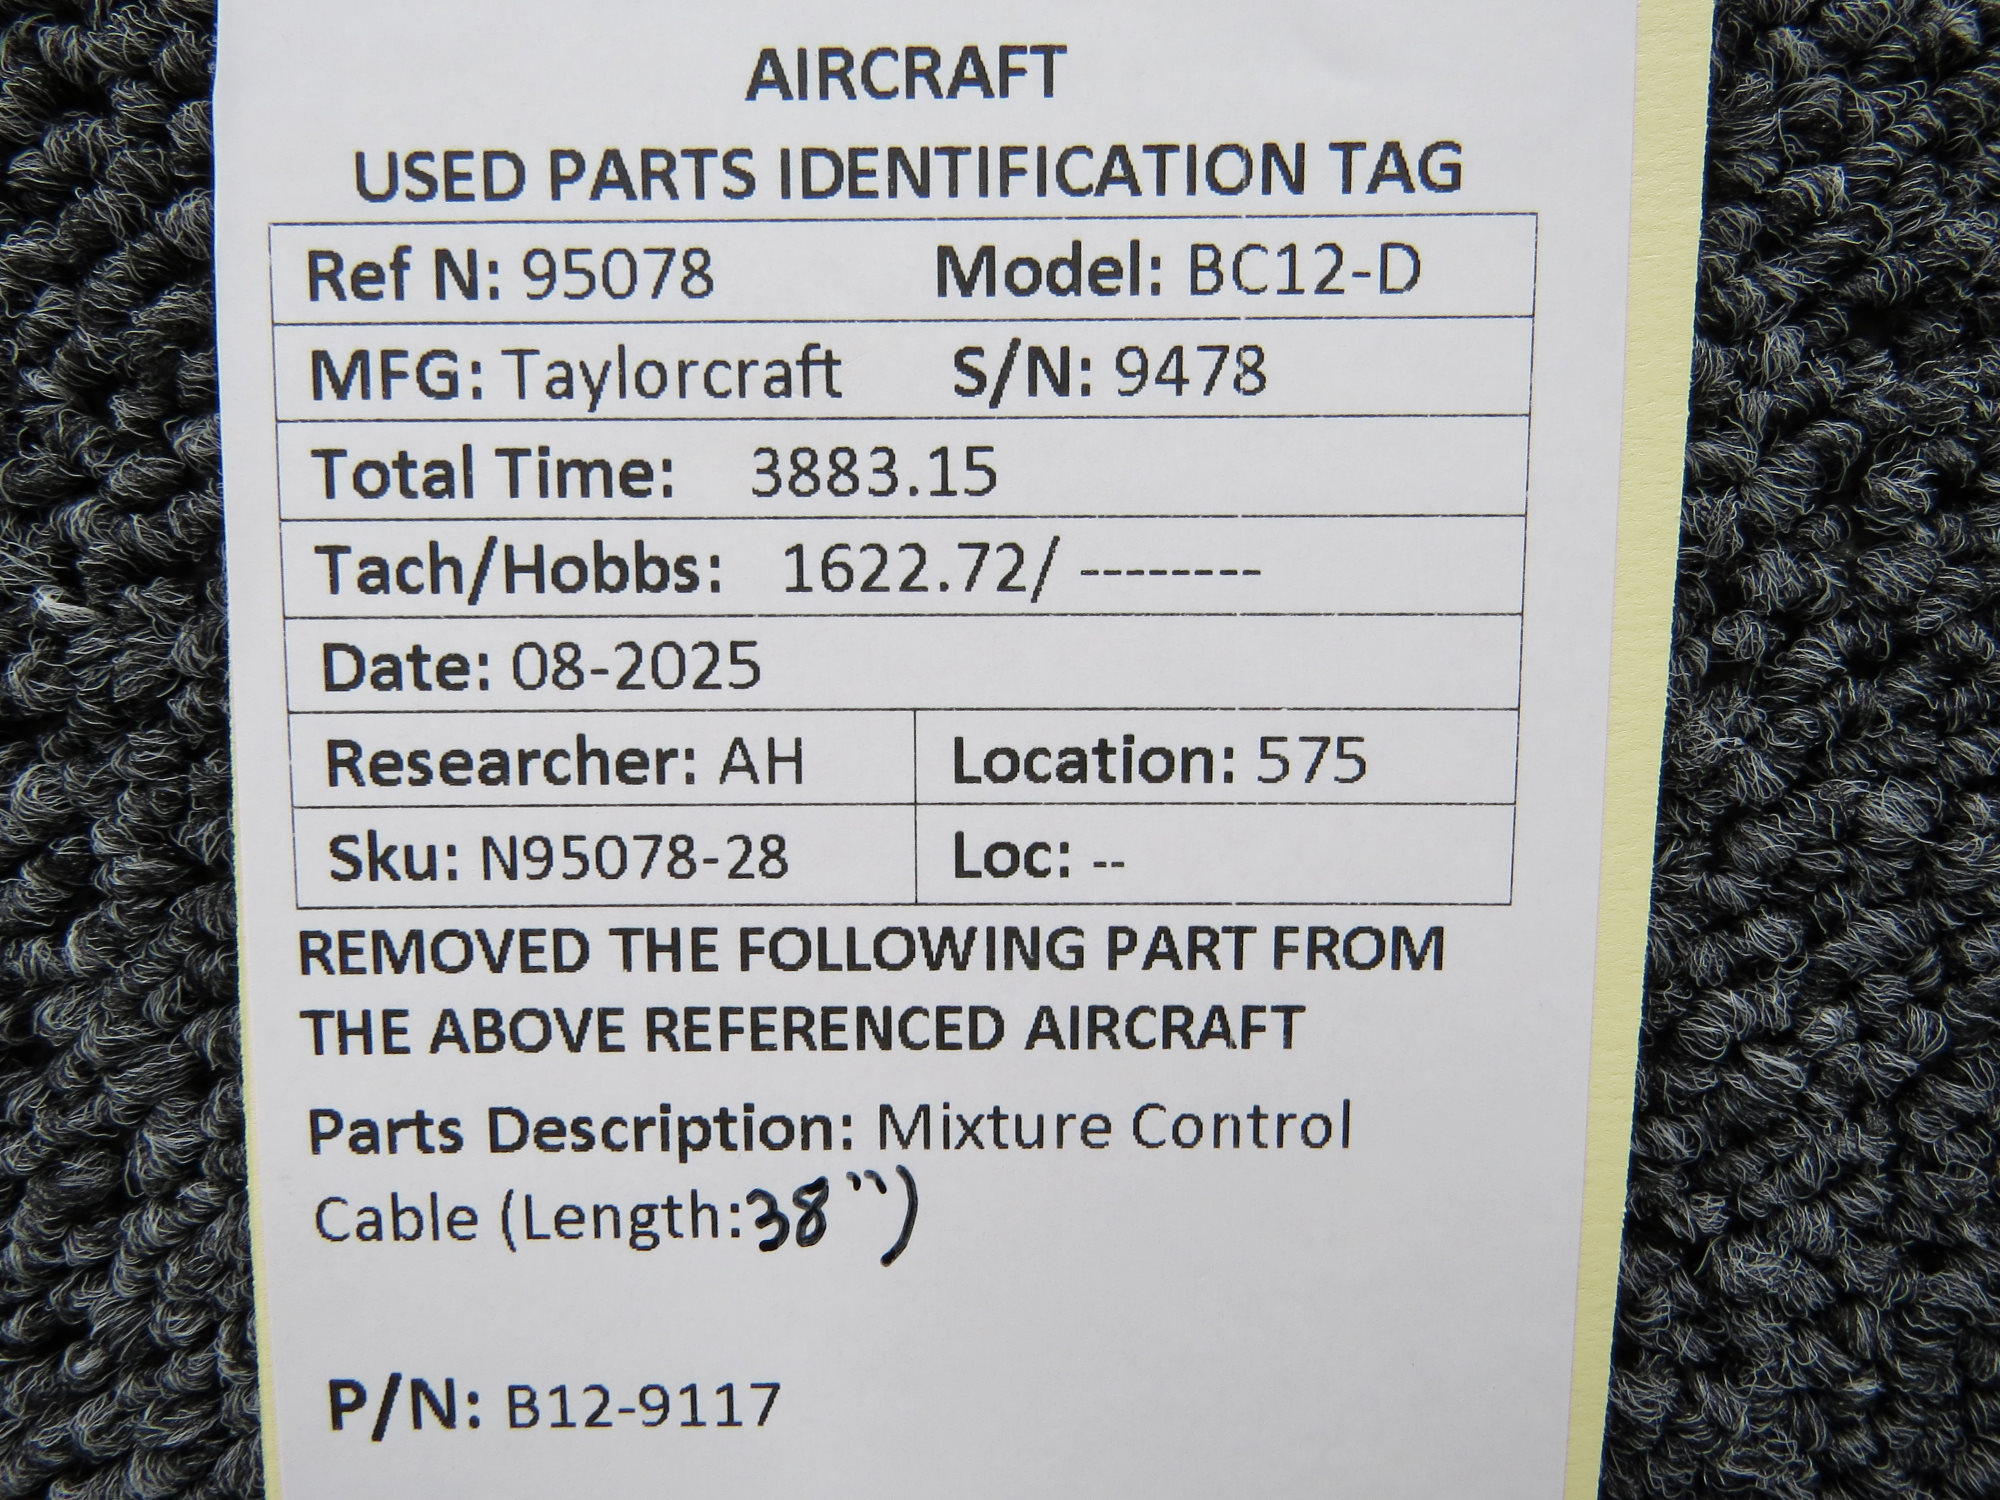 AIRCRAFT
USED PARTS IDENTIFICATION TAG
Ref N: 95078 Model: BC12-D
MFG: Taylorcraft S/N: 9478
Total Time: 3883.15
Tach/Hobbs: 1622.72/ --------
Date: 08-2025
Researcher: AH Location: 575
Sku: N95078-28 Loc: --
REMOVED THE FOLLOWING PART FROM
THE ABOVE REFERENCED AIRCRAFT
Parts Description: Mixture Control
Cable (Length:38")
P/N: B12-9117